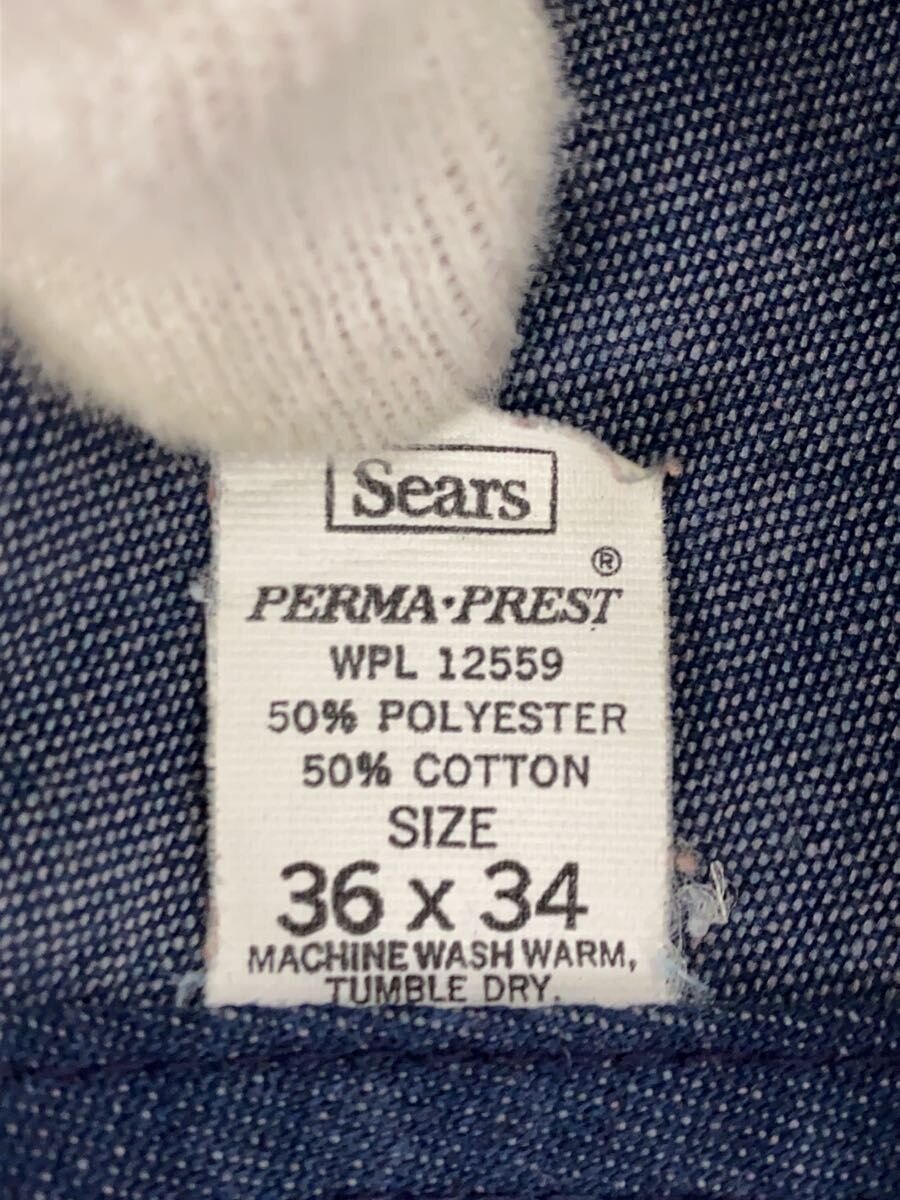 Sears
®
PERMA·PREST
WPL 12559
50% POLYESTER
50% COTTON
SIZE
36 x 34
MACHINE WASH WARM,
TUMBLE DRY.